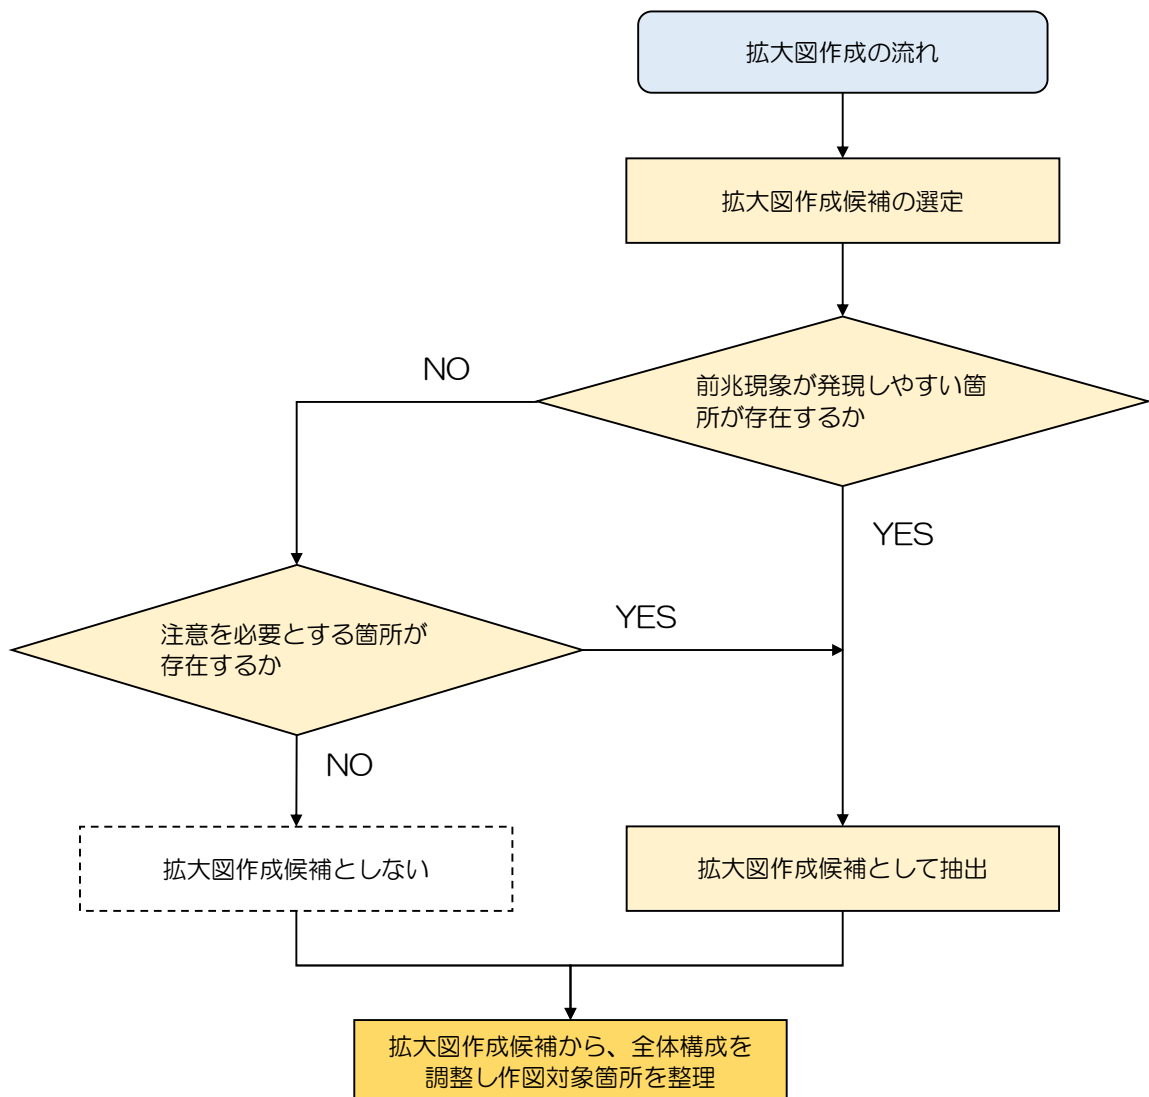 拡大図作成の流れ
拡大図作成候補の選定
NO
前兆現象が発現しやすい箇
所が存在するか
YES
注意を必要とする箇所が
存在するか
YES
NO
拡大図作成候補としない
拡大図作成候補として抽出
拡大図作成候補から、全体構成を
調整し作図対象箇所を整理